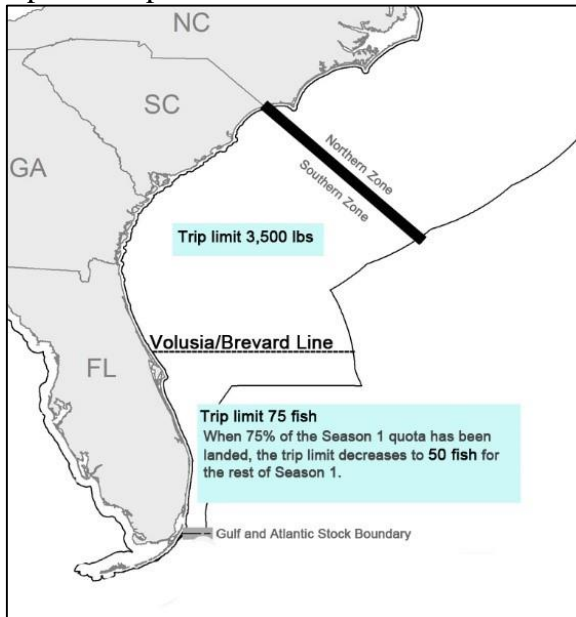 NC
SC
GA
Northern Zone
Southern Zone
Trip limit 3,500 lbs
Volusia/Brevard Line
FL
Trip limit 75 fish
When 75% of the Season 1 quota has been
landed, the trip limit decreases to 50 fish for
the rest of Season 1.
Gulf and Atlantic Stock Boundary